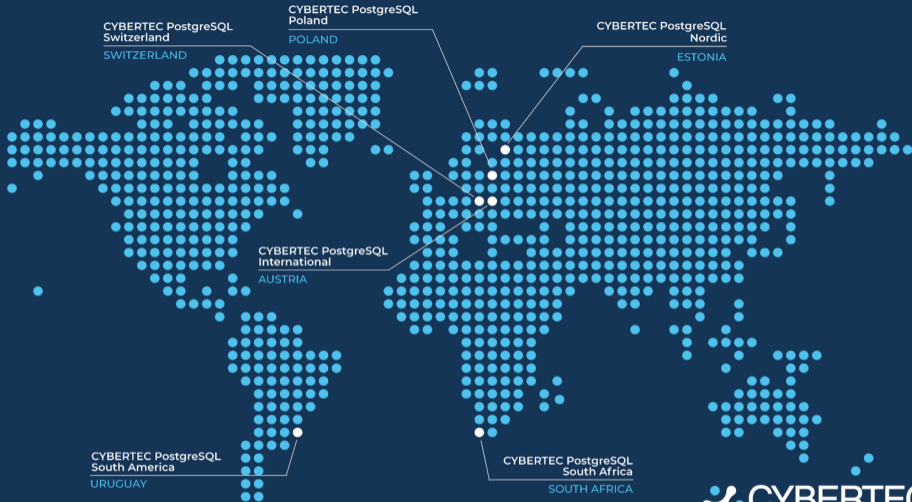 CYBERTEC PostgreSQL
Switzerland
SWITZERLAND
CYBERTEC PostgreSQL
Poland
POLAND
CYBERTEC PostgreSQL
Nordic
ESTONIA
CYBERTEC PostgreSQL
International
AUSTRIA
CYBERTEC PostgreSQL
South America
URUGUAY
CYBERTEC PostgreSQL
South Africa
SOUTH AFRICA
CYBERTEC